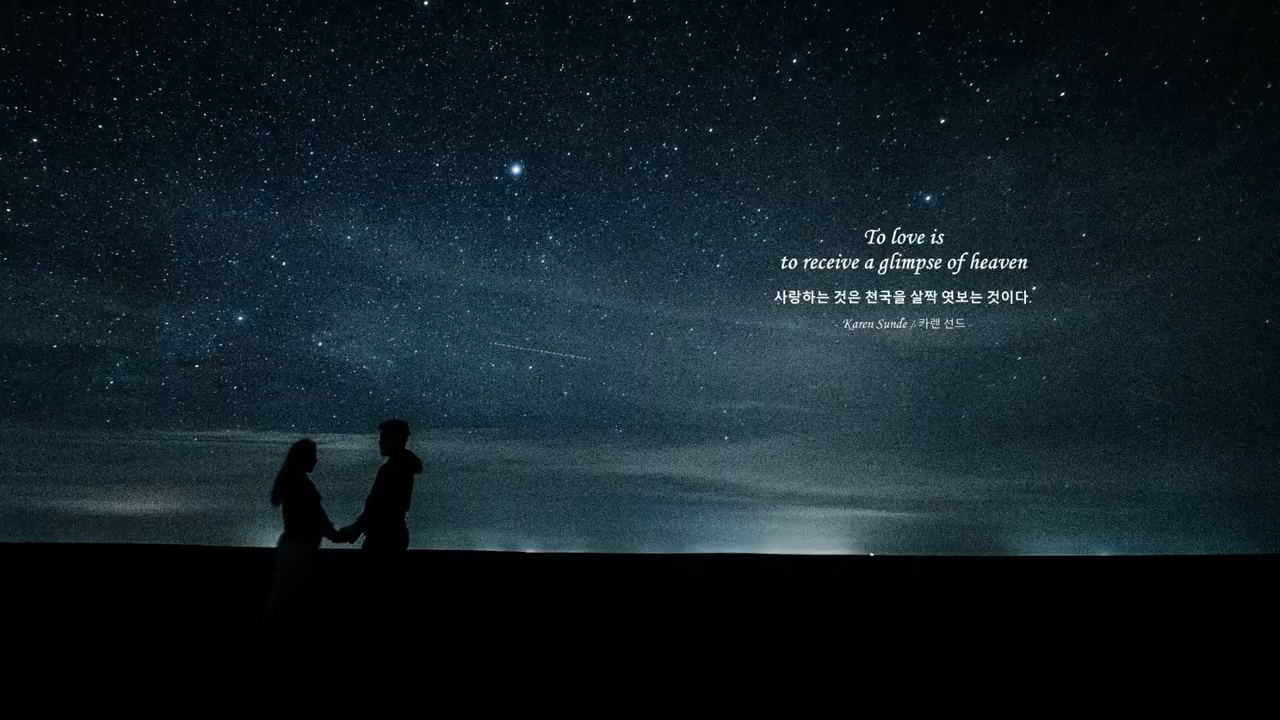 To love is
to receive a glimpse of heaven
사랑하는 것은 천국을 살짝 엿보는 것이다.
- Karen Sunde / 카렌 선드 -